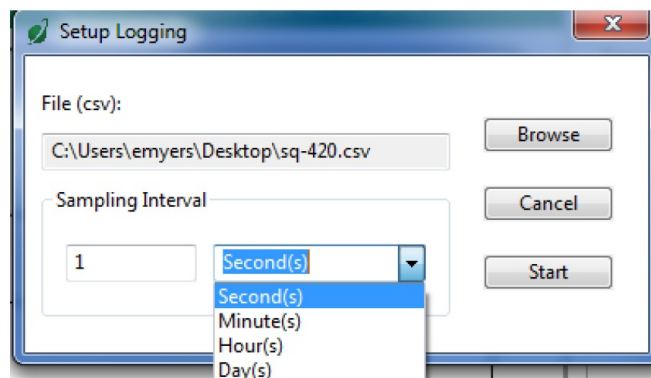 Setup Logging
File (csv):
C:\Users\emyers\Desktop\sq-420.csv
Browse
Sampling Interval
Cancel
1
Second(s)
Start
Second(s)
Minute(s)
Hour(s)
Day(s)